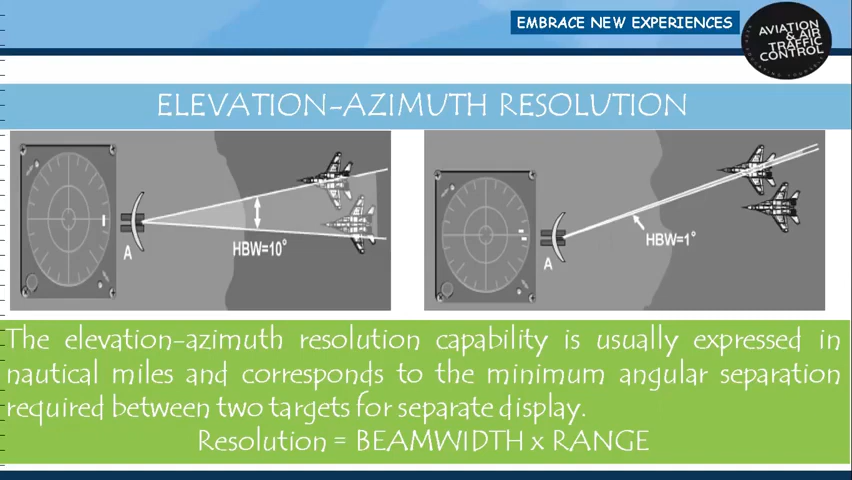 EMBRACE NEW EXPERIENCES
AVIATION
& AIR
TRAFFIC
CONTROL
ELEVATION-AZIMUTH RESOLUTION
A
HBW=10°
A
HBW=1°
The elevation-azimuth resolution capability is usually expressed in
nautical miles and corresponds to the minimum angular separation
required between two targets for separate display.
Resolution = BEAMWIDTH x RANGE